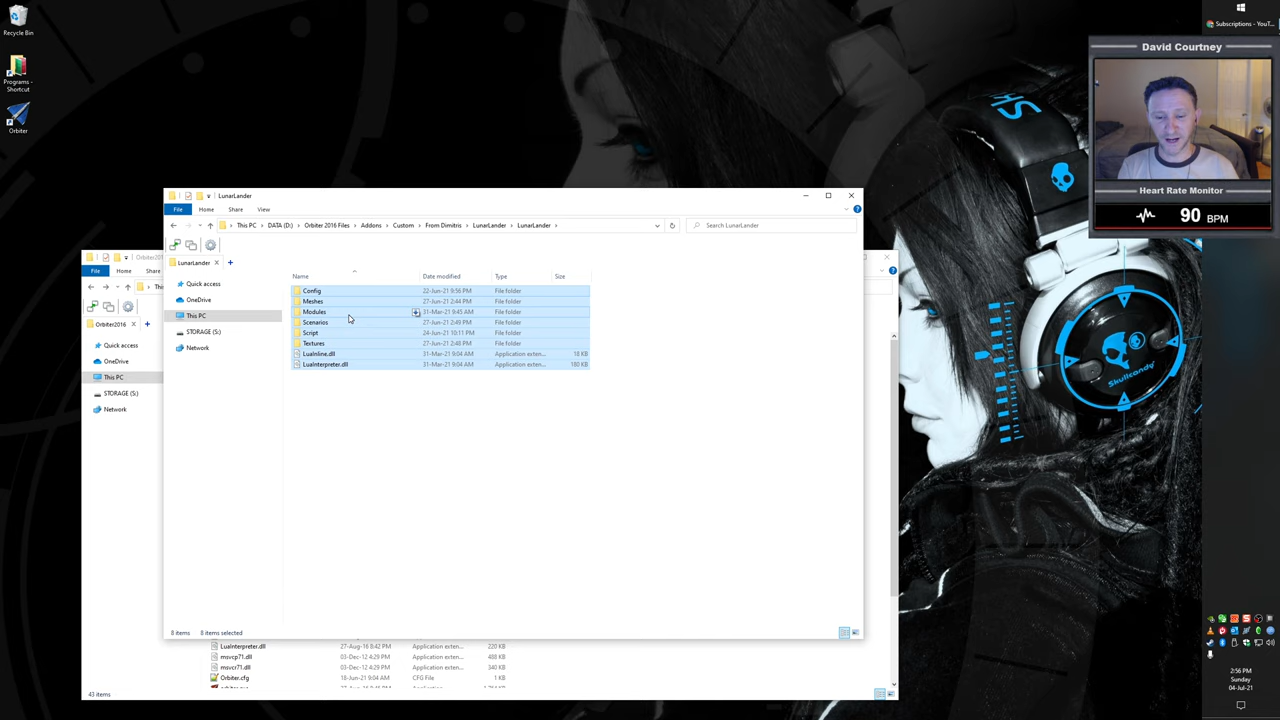 Recycle Bin
Programs - Shortcut
Orbiter
Subscriptions - YouT...
David Courtney
Heart Rate Monitor
90 BPM
LunarLander
File Home Share View
This PC DATA (D:) Orbiter 2016 Files Addons Custom From Dimitris LunarLander LunarLander
Search LunarLander
LunarLander
Name Date modified Type Size
Quick access
OneDrive
This PC
STORAGE (S:)
Network
Config 22-Jun-21 9:56 PM File folder
Meshes 27-Jun-21 2:44 PM File folder
Modules 31-Mar-21 9:45 AM File folder
Scenarios 27-Jun-21 2:49 PM File folder
Script 24-Jun-21 10:11 PM File folder
Textures 27-Jun-21 2:48 PM File folder
LuaInline.dll 31-Mar-21 9:04 AM Application exten... 18 KB
LuaInterpreter.dll 31-Mar-21 9:04 AM Application exten... 180 KB
8 items 8 items selected
Orbiter201
File Home Share
This
Orbiter2016
Quick access
OneDrive
This PC
STORAGE (S:)
Network
LuaInterpreter.dll 27-Aug-16 8:42 PM Application exten... 220 KB
msvcp71.dll 03-Dec-12 4:29 PM Application exten... 488 KB
msvcr71.dll 03-Dec-12 4:29 PM Application exten... 340 KB
Orbiter.cfg 18-Jun-21 9:04 AM CFG File 1 KB
43 items
Skullcandy
2:56 PM
Sunday
04-Jul-21